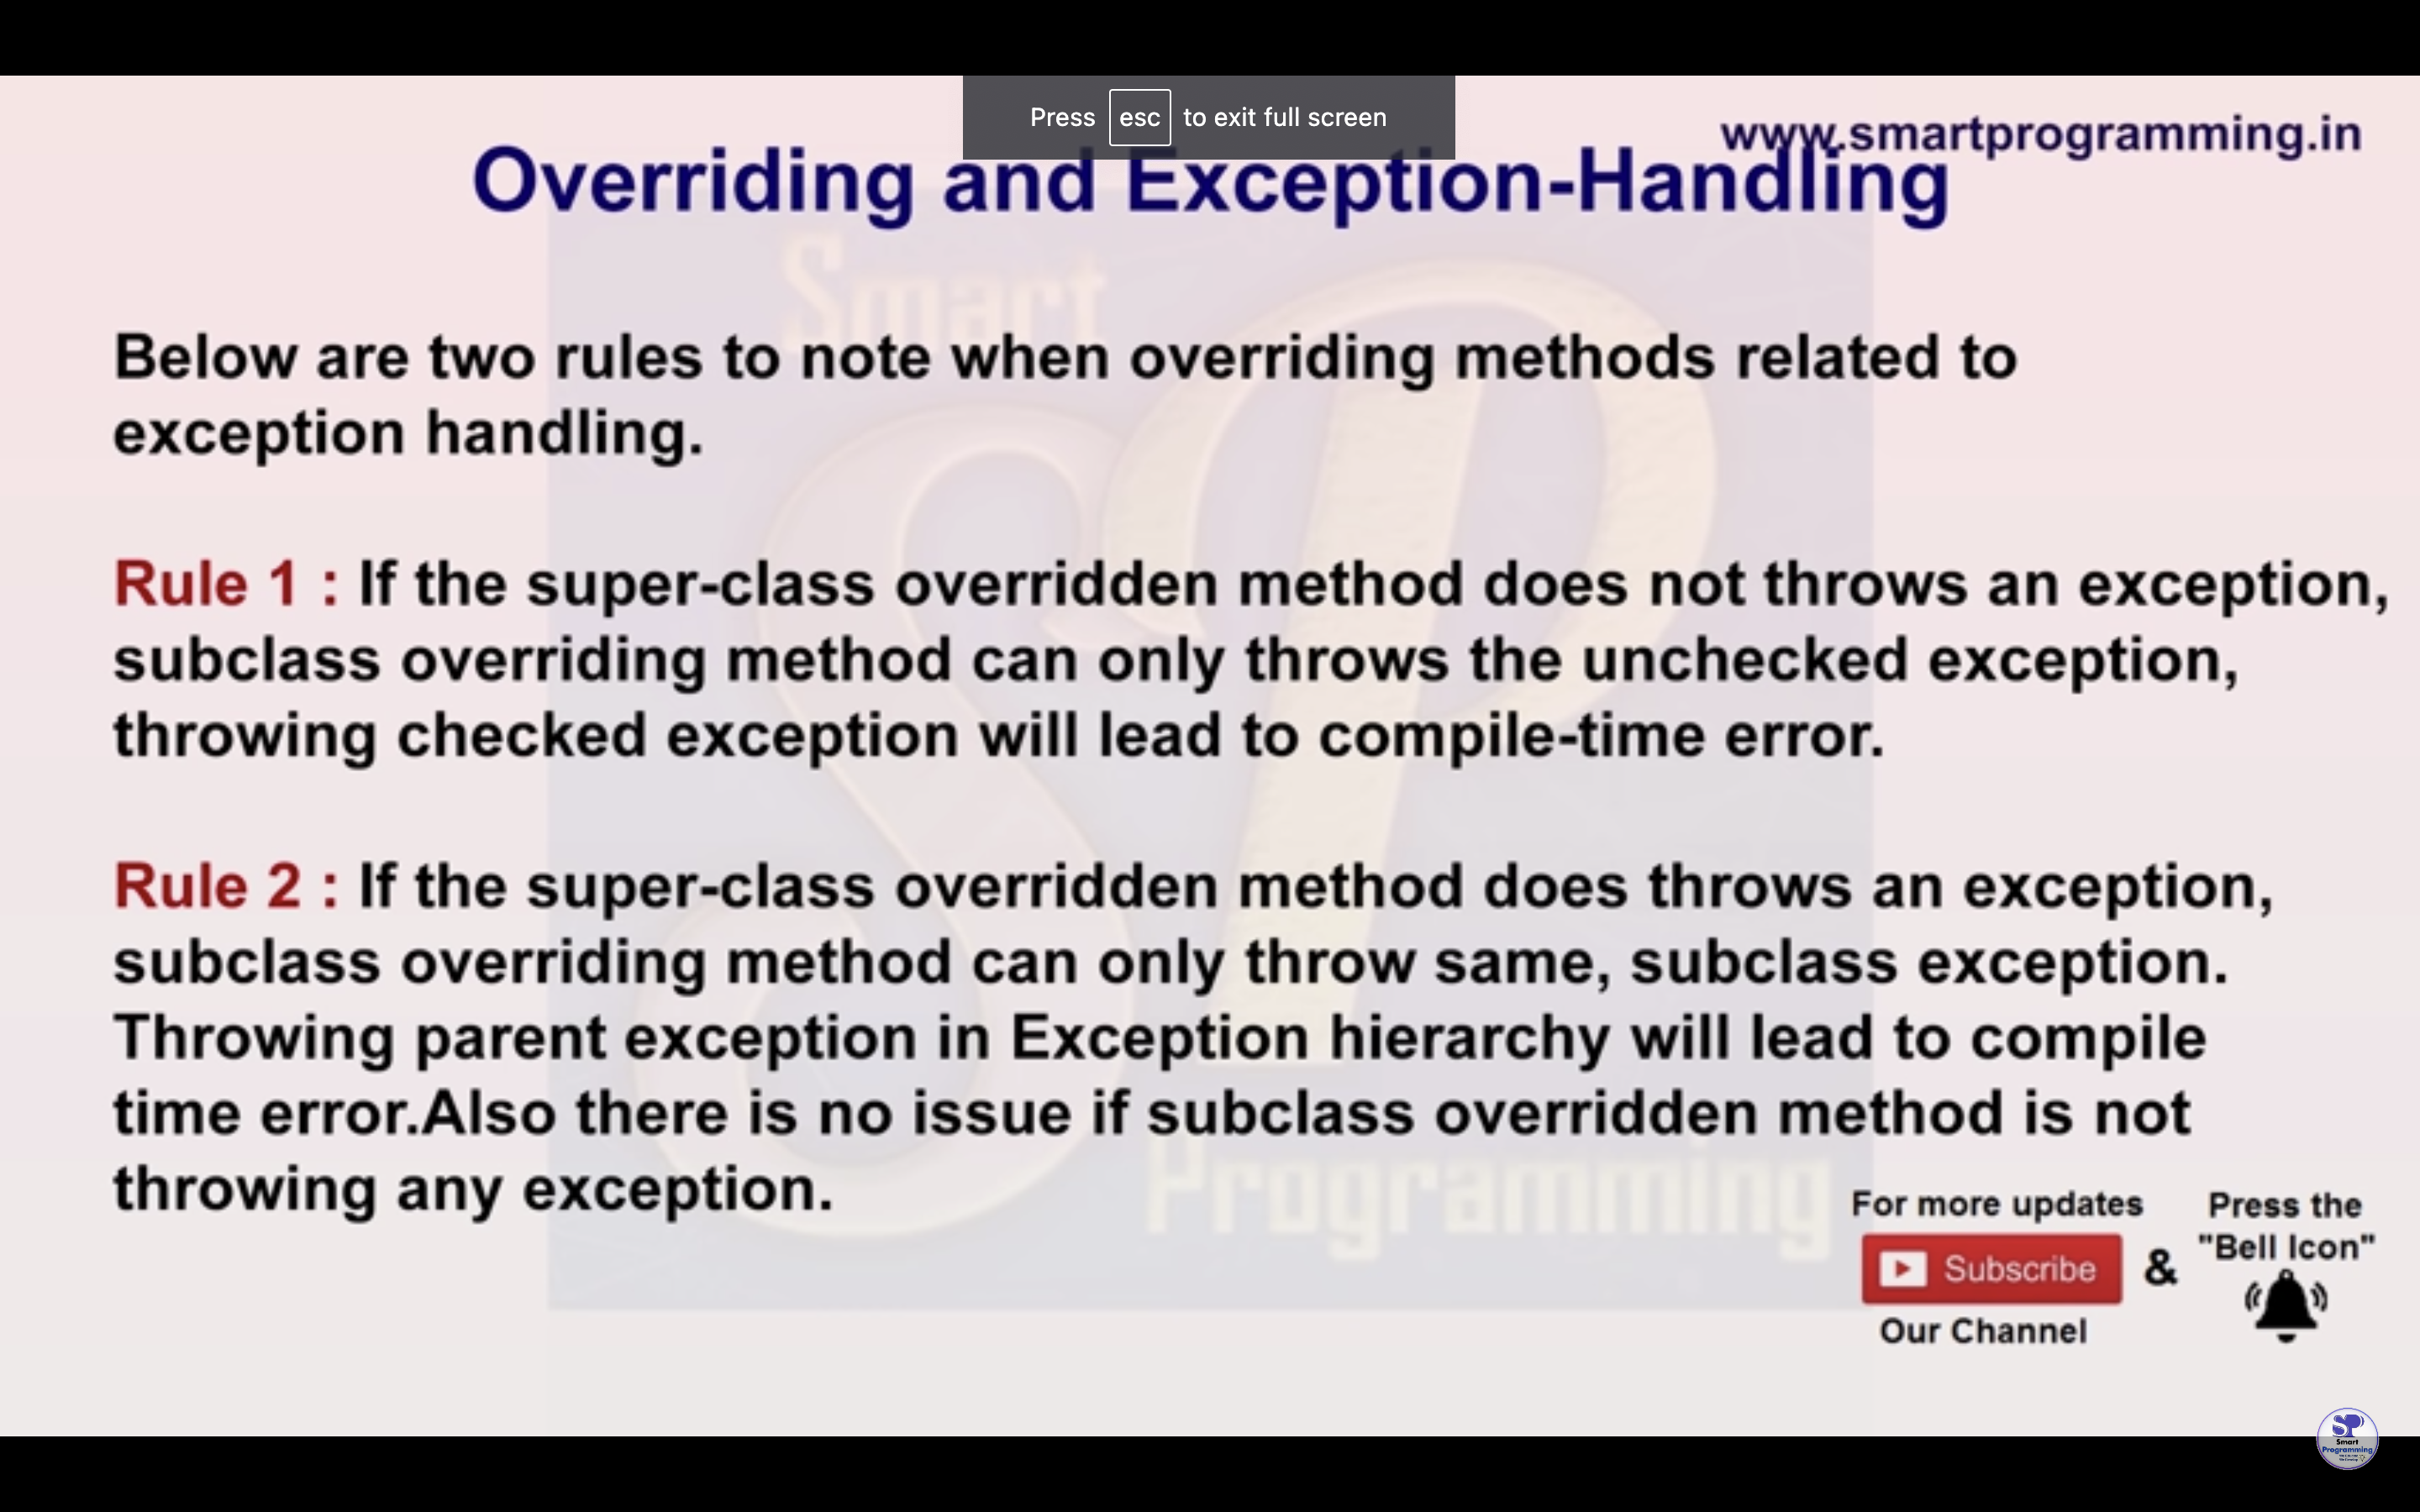 Press esc to exit full screen
www.smartprogramming.in
Overriding and Exception-Handling
Smart
Below are two rules to note when overriding methods related to
exception handling.
Rule 1 : If the super-class overridden method does not throws an exception,
subclass overriding method can only throws the unchecked exception,
throwing checked exception will lead to compile-time error.
Rule 2 : If the super-class overridden method does throws an exception,
subclass overriding method can only throw same, subclass exception.
Throwing parent exception in Exception hierarchy will lead to compile
time error.Also there is no issue if subclass overridden method is not
throwing any exception.
Programming
For more updates
Subscribe
Our Channel
&
Press the
"Bell Icon"
SP
Smart
Programming